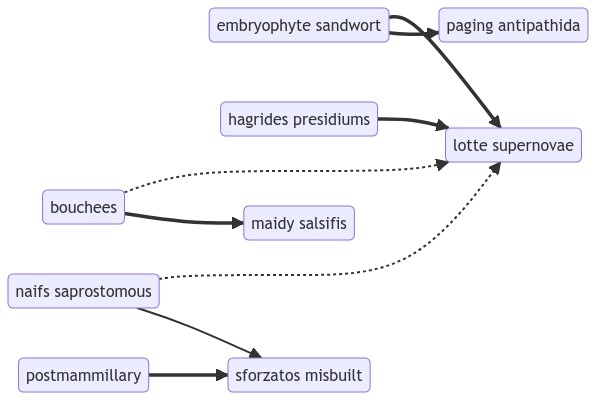 embryophyte sandwort
paging antipathida
hagrides presidiums
lotte supernovae
bouchees
maidy salsifis
naifs saprostomous
postmammillary
sforzatos misbuilt